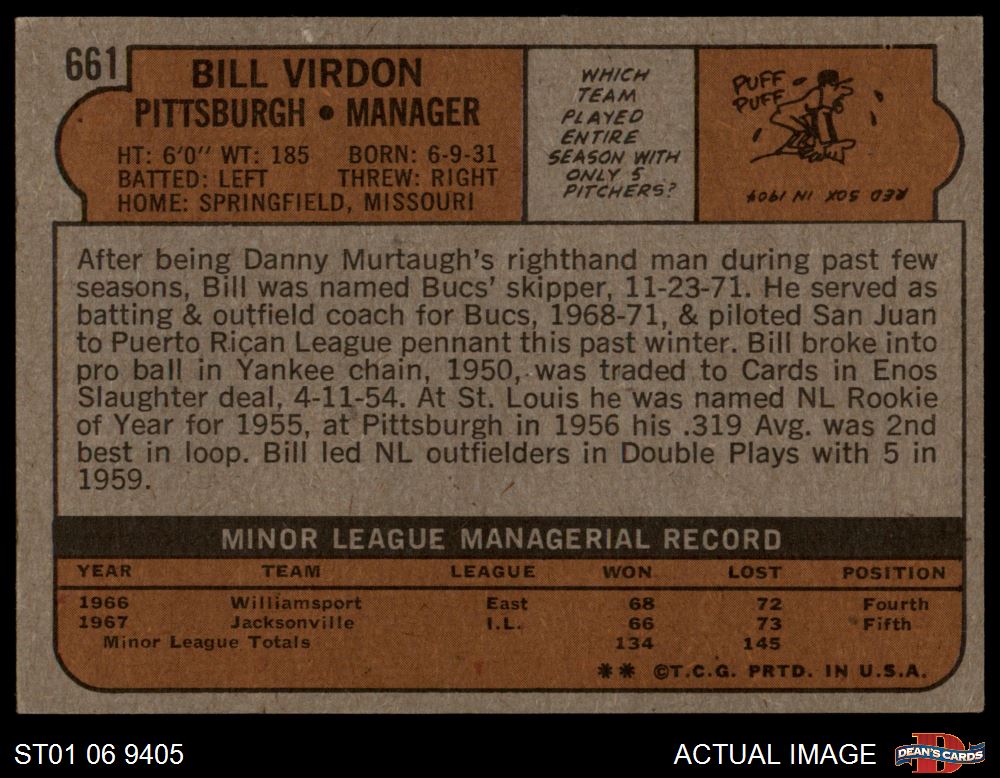 661
BILL VIRDON
PITTSBURGH • MANAGER
HT: 6'0" WT: 185 BORN: 6-9-31
BATTED: LEFT THREW: RIGHT
HOME: SPRINGFIELD, MISSOURI
WHICH
TEAM
PLAYED
ENTIRE
SEASON WITH
ONLY 5
PITCHERS?
PUFF
PUFF
RED SOX IN 1904
After being Danny Murtaugh's righthand man during past few
seasons, Bill was named Bucs' skipper, 11-23-71. He served as
batting & outfield coach for Bucs, 1968-71, & piloted San Juan
to Puerto Rican League pennant this past winter. Bill broke into
pro ball in Yankee chain, 1950, was traded to Cards in Enos
Slaughter deal, 4-11-54. At St. Louis he was named NL Rookie
of Year for 1955, at Pittsburgh in 1956 his .319 Avg. was 2nd
best in loop. Bill led NL outfielders in Double Plays with 5 in
1959.
MINOR LEAGUE MANAGERIAL RECORD
YEAR TEAM LEAGUE WON LOST POSITION
1966 Williamsport East 68 72 Fourth
1967 Jacksonville I.L. 66 73 Fifth
Minor League Totals 134 145
** ©T.C.G. PRTD. IN U.S.A.
ST01 06 9405
ACTUAL IMAGE
D
DEAN'S CARDS